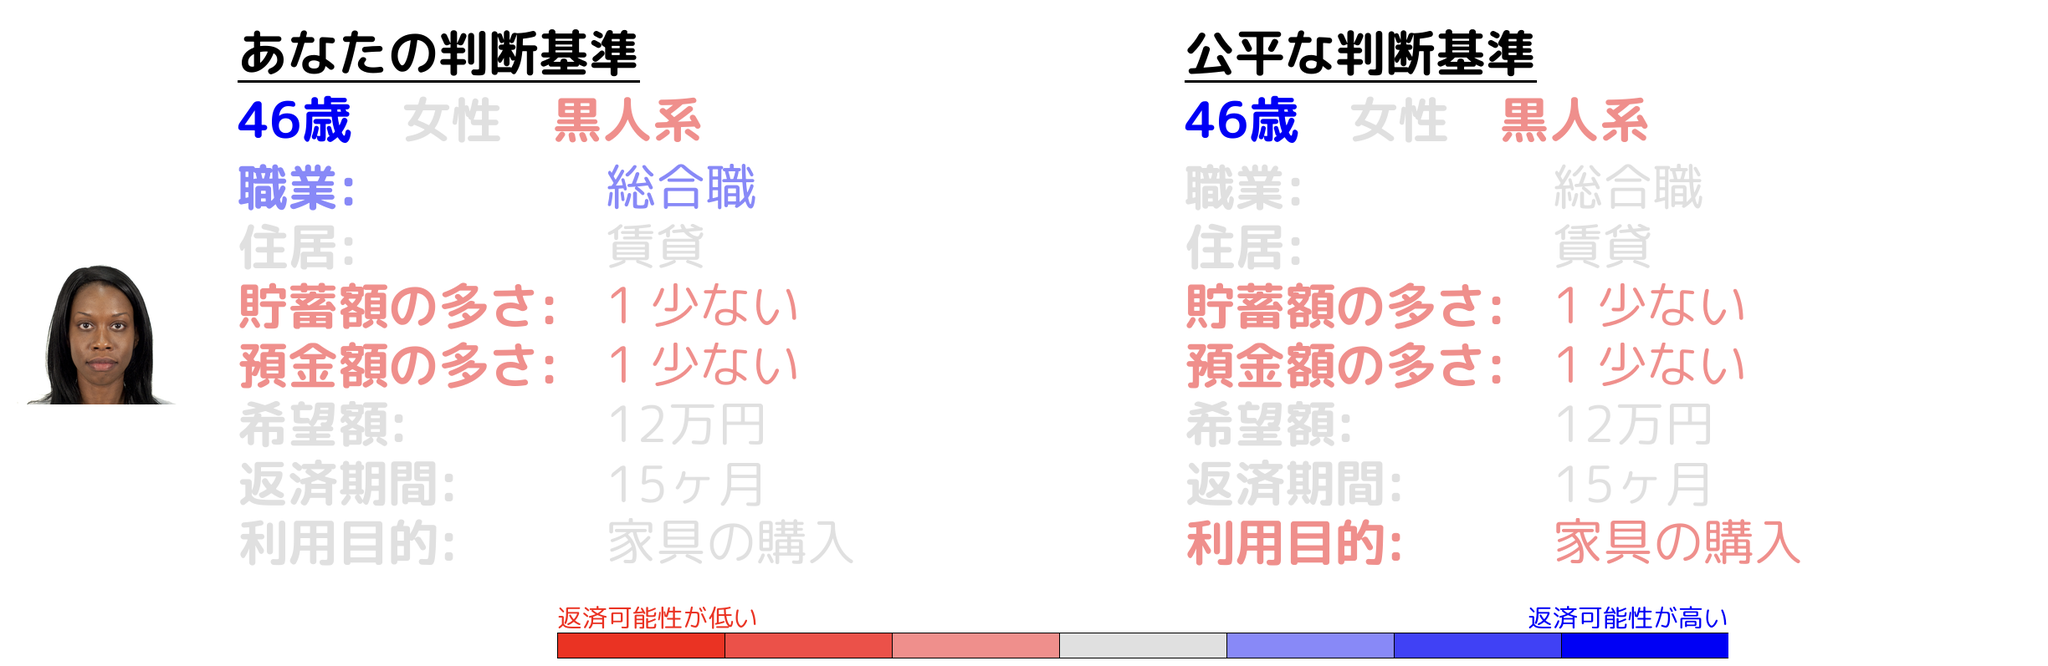 あなたの判断基準
46歳 女性 黒人系
職業: 総合職
住居: 賃貸
貯蓄額の多さ: 1 少ない
預金額の多さ: 1 少ない
希望額: 12万円
返済期間: 15ヶ月
利用目的: 家具の購入
公平な判断基準
46歳 女性 黒人系
職業: 総合職
住居: 賃貸
貯蓄額の多さ: 1 少ない
預金額の多さ: 1 少ない
希望額: 12万円
返済期間: 15ヶ月
利用目的: 家具の購入
返済可能性が低い
返済可能性が高い